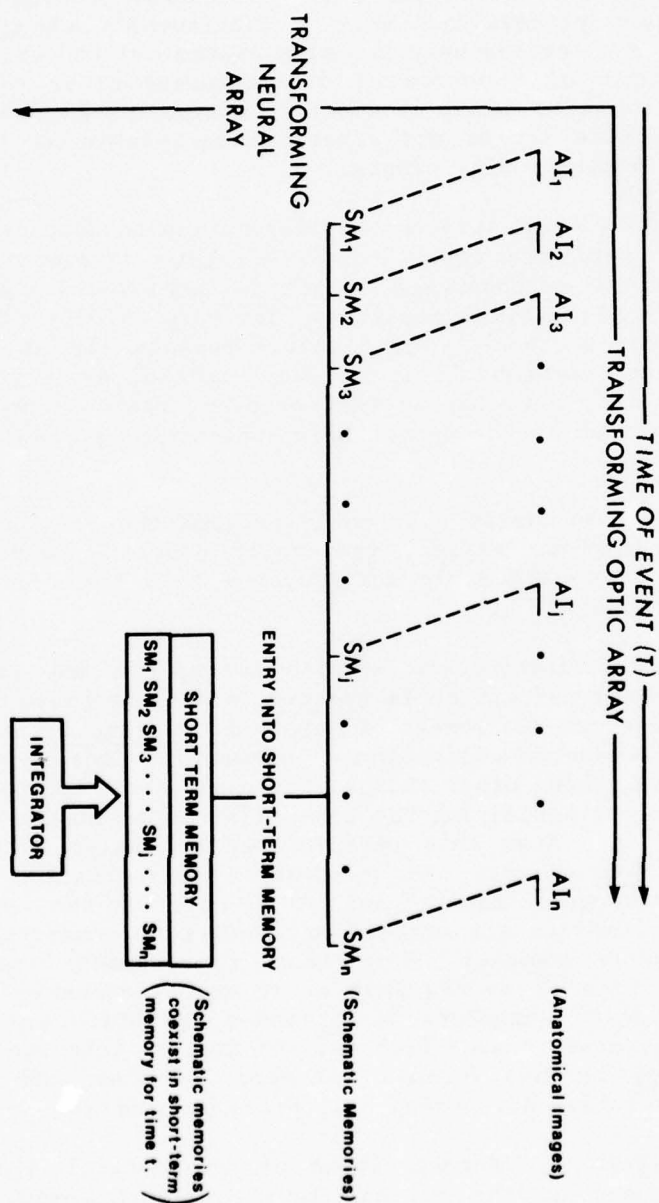 TIME OF EVENT (T)
TRANSFORMING OPTIC ARRAY
AI1 AI2 AI3 • • • AIj • • • AIn (Anatomical Images)
SM1 SM2 SM3 • • • SMj • • • SMn (Schematic Memories)
TRANSFORMING
NEURAL
ARRAY
ENTRY INTO SHORT-TERM MEMORY
SHORT TERM MEMORY
SM1 SM2 SM3 • • • SMj • • • SMn
(Schematic memories
coexist in short-term
memory for time t.)
INTEGRATOR